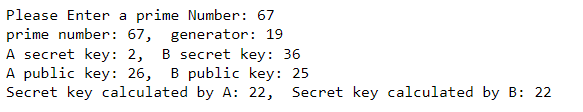 Please Enter a prime Number: 67
prime number: 67,  generator: 19
A secret key: 2,  B secret key: 36
A public key: 26,  B public key: 25
Secret key calculated by A: 22,  Secret key calculated by B: 22